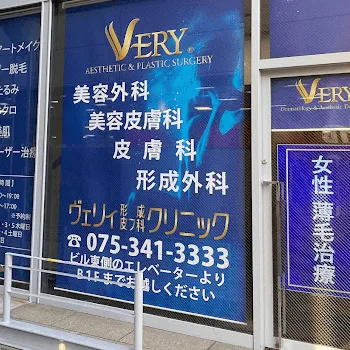 アートメイク
ー脱毛
たるみ
ーザー治療
VERY
AESTHETIC & PLASTIC SURGERY
美容外科
美容皮膚科
皮膚科
形成外科
ヴェリィ形成皮フ科クリニック
☎075-341-3333
ビル東側のエレベーターより
B1Fまでお越しください
VERY
女性薄毛治療